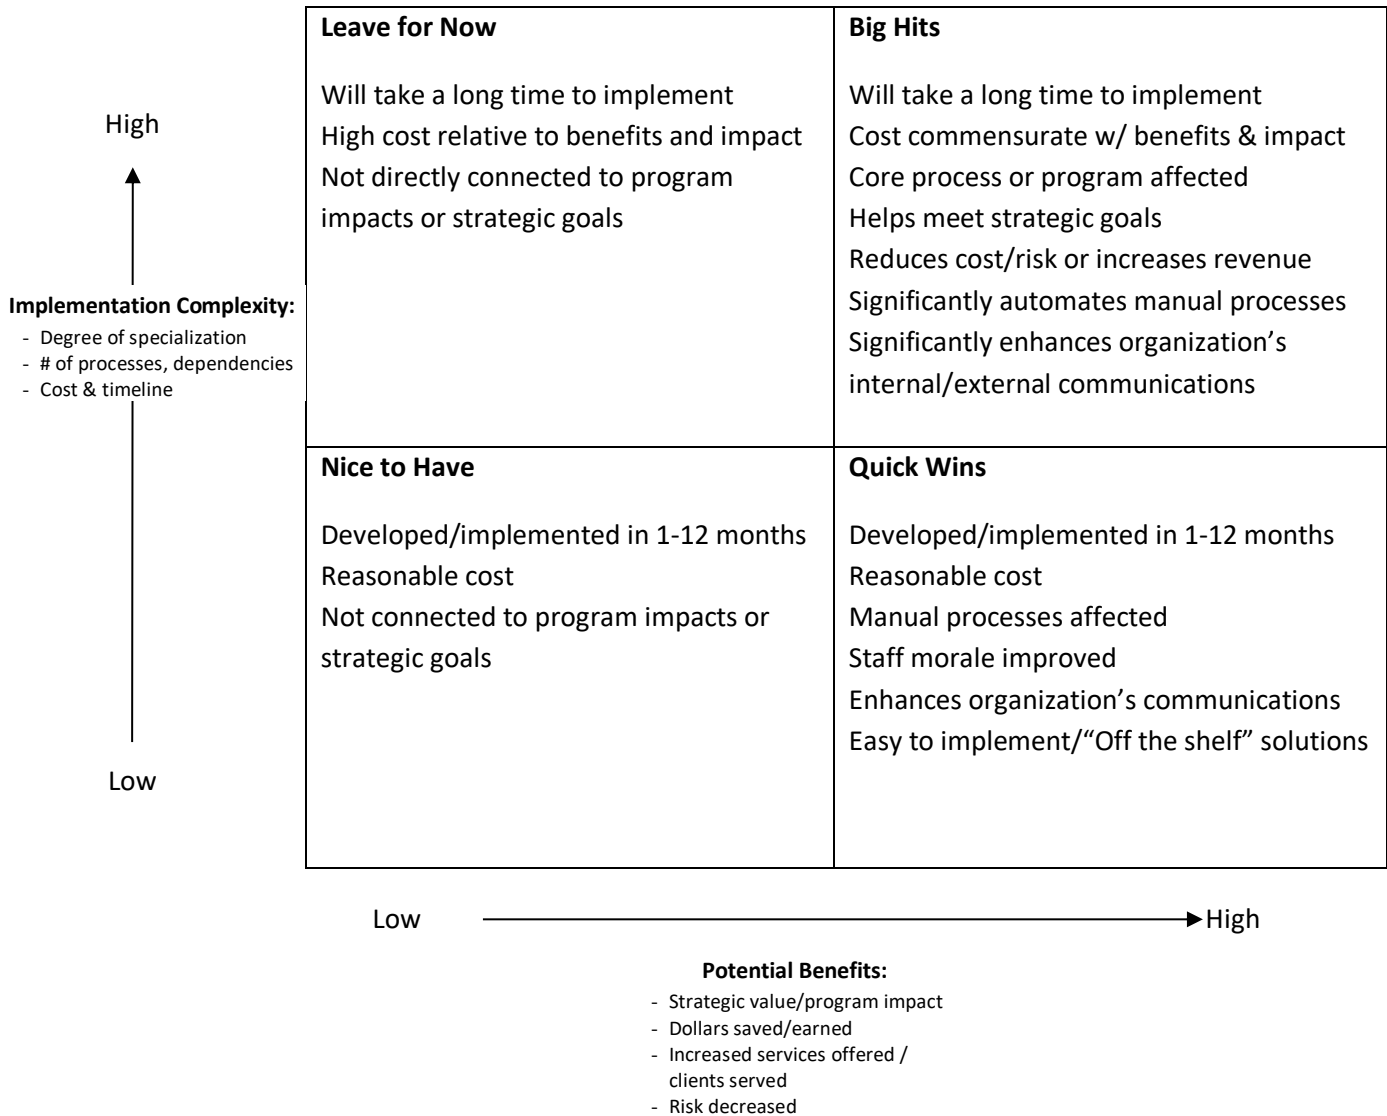 High
Implementation Complexity:
- Degree of specialization
- # of processes, dependencies
- Cost & timeline
Low
Leave for Now
Will take a long time to implement
High cost relative to benefits and impact
Not directly connected to program
impacts or strategic goals
Big Hits
Will take a long time to implement
Cost commensurate w/ benefits & impact
Core process or program affected
Helps meet strategic goals
Reduces cost/risk or increases revenue
Significantly automates manual processes
Significantly enhances organization’s
internal/external communications
Nice to Have
Developed/implemented in 1-12 months
Reasonable cost
Not connected to program impacts or
strategic goals
Quick Wins
Developed/implemented in 1-12 months
Reasonable cost
Manual processes affected
Staff morale improved
Enhances organization’s communications
Easy to implement/“Off the shelf” solutions
Low
High
Potential Benefits:
- Strategic value/program impact
- Dollars saved/earned
- Increased services offered /
clients served
- Risk decreased